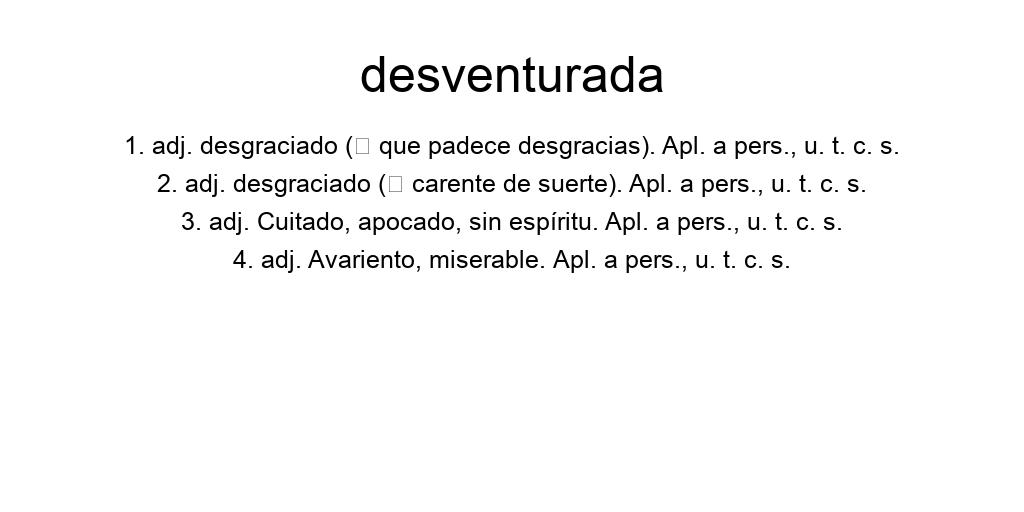 desventurada
1. adj. desgraciado (▯ que padece desgracias). Apl. a pers., u. t. c. s.
2. adj. desgraciado (▯ carente de suerte). Apl. a pers., u. t. c. s.
3. adj. Cuitado, apocado, sin espíritu. Apl. a pers., u. t. c. s.
4. adj. Avariento, miserable. Apl. a pers., u. t. c. s.